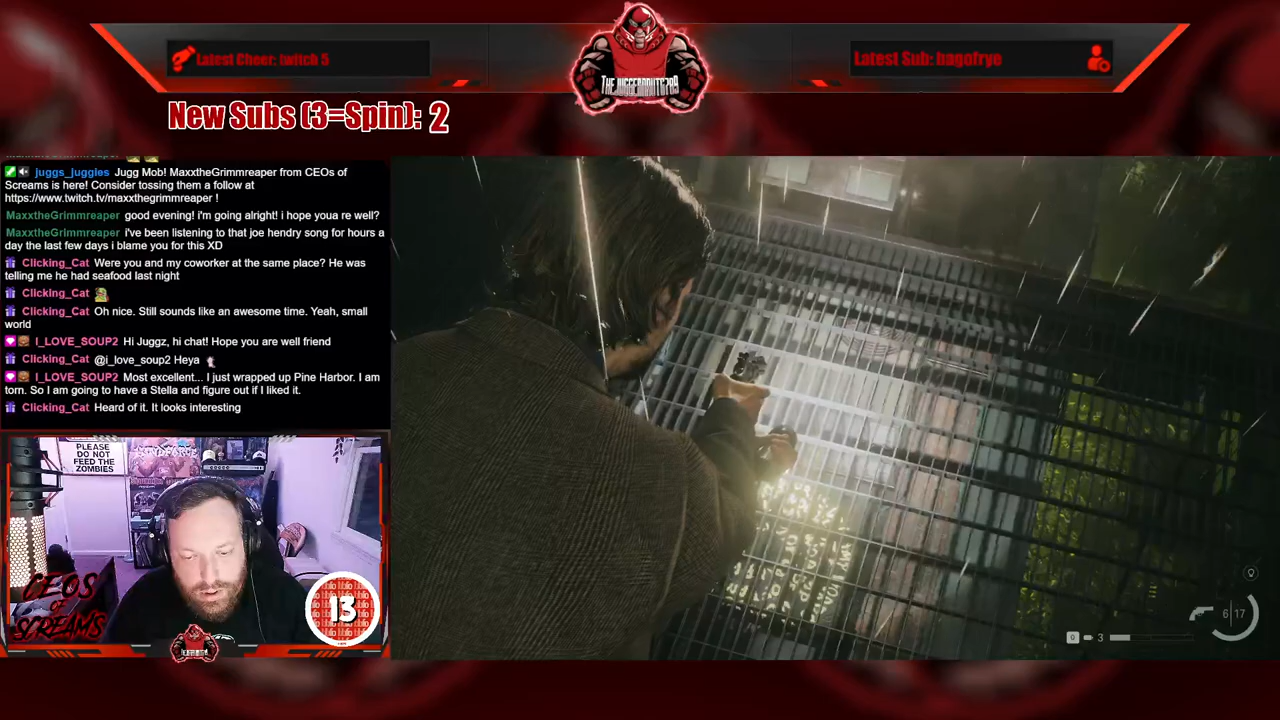 Latest Cheer: twitch 5
THEJUGGERNAUT6789
Latest Sub: hagofrye
New Subs (3=Spin): 2
juggs_juggles Jugg Mob! MaxxtheGrimmreaper from CEOs of
Screams is here! Consider tossing them a follow at
https://www.twitch.tv/maxxthegrimmreaper !
MaxxtheGrimmreaper good evening! i'm going alright! i hope youa re well?
MaxxtheGrimmreaper i've been listening to that joe hendry song for hours a
day the last few days i blame you for this XD
Clicking_Cat Were you and my coworker at the same place? He was
telling me he had seafood last night
Clicking_Cat
Clicking_Cat Oh nice. Still sounds like an awesome time. Yeah, small
world
I_LOVE_SOUP2 Hi Juggz, hi chat! Hope you are well friend
Clicking_Cat @i_love_soup2 Heya
I_LOVE_SOUP2 Most excellent... I just wrapped up Pine Harbor. I am
torn. So I am going to have a Stella and figure out if I liked it.
Clicking_Cat Heard of it. It looks interesting
PLEASE
DO NOT
FEED THE
ZOMBIES
CEOS
OF
SCREAMS
13
6|17
3